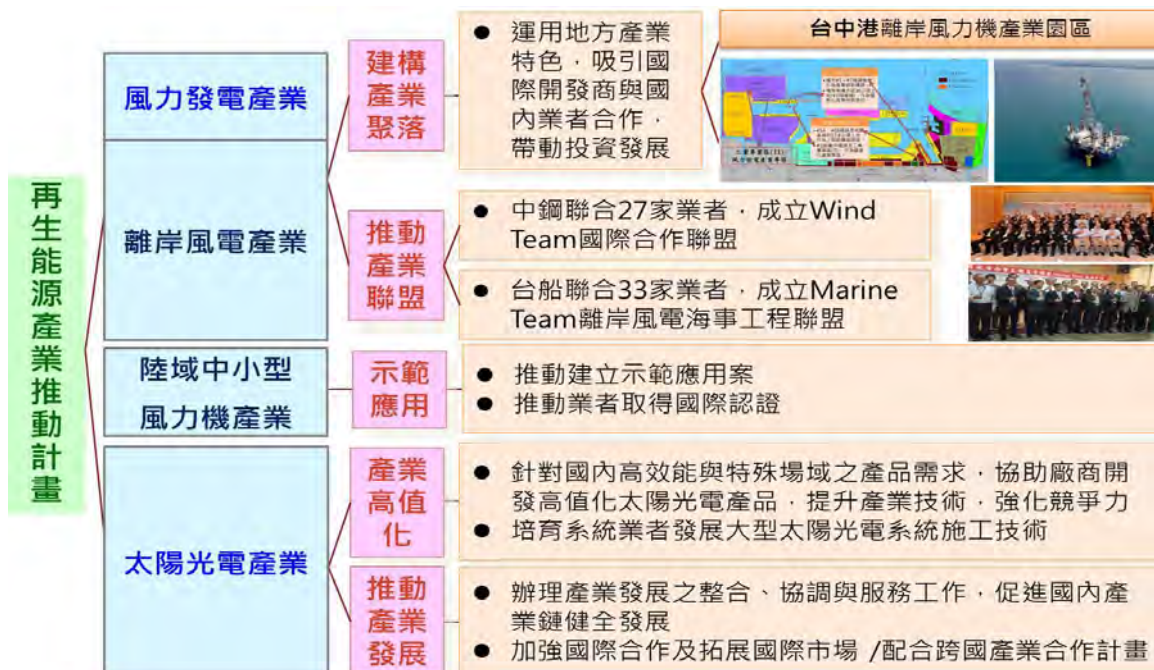 再生能源產業推動計畫
風力發電產業
離岸風電產業
建構
產業
聚落
● 運用地方產業
特色，吸引國
際開發商與國
內業者合作，
帶動投資發展
台中港離岸風力機產業園區
推動
產業
聯盟
● 中鋼聯合27家業者，成立Wind
Team國際合作聯盟
● 台船聯合33家業者，成立Marine
Team離岸風電海事工程聯盟
陸域中小型
風力機產業
示範
應用
● 推動建立示範應用案
● 推動業者取得國際認證
太陽光電產業
產業
高值
化
● 針對國內高效能與特殊場域之產品需求，協助廠商開
發高值化太陽光電產品，提升產業技術，強化競爭力
● 培育系統業者發展大型太陽光電系統施工技術
推動
產業
發展
● 辦理產業發展之整合、協調與服務工作，促進國內產
業鏈健全發展
● 加強國際合作及拓展國際市場 /配合跨國產業合作計畫